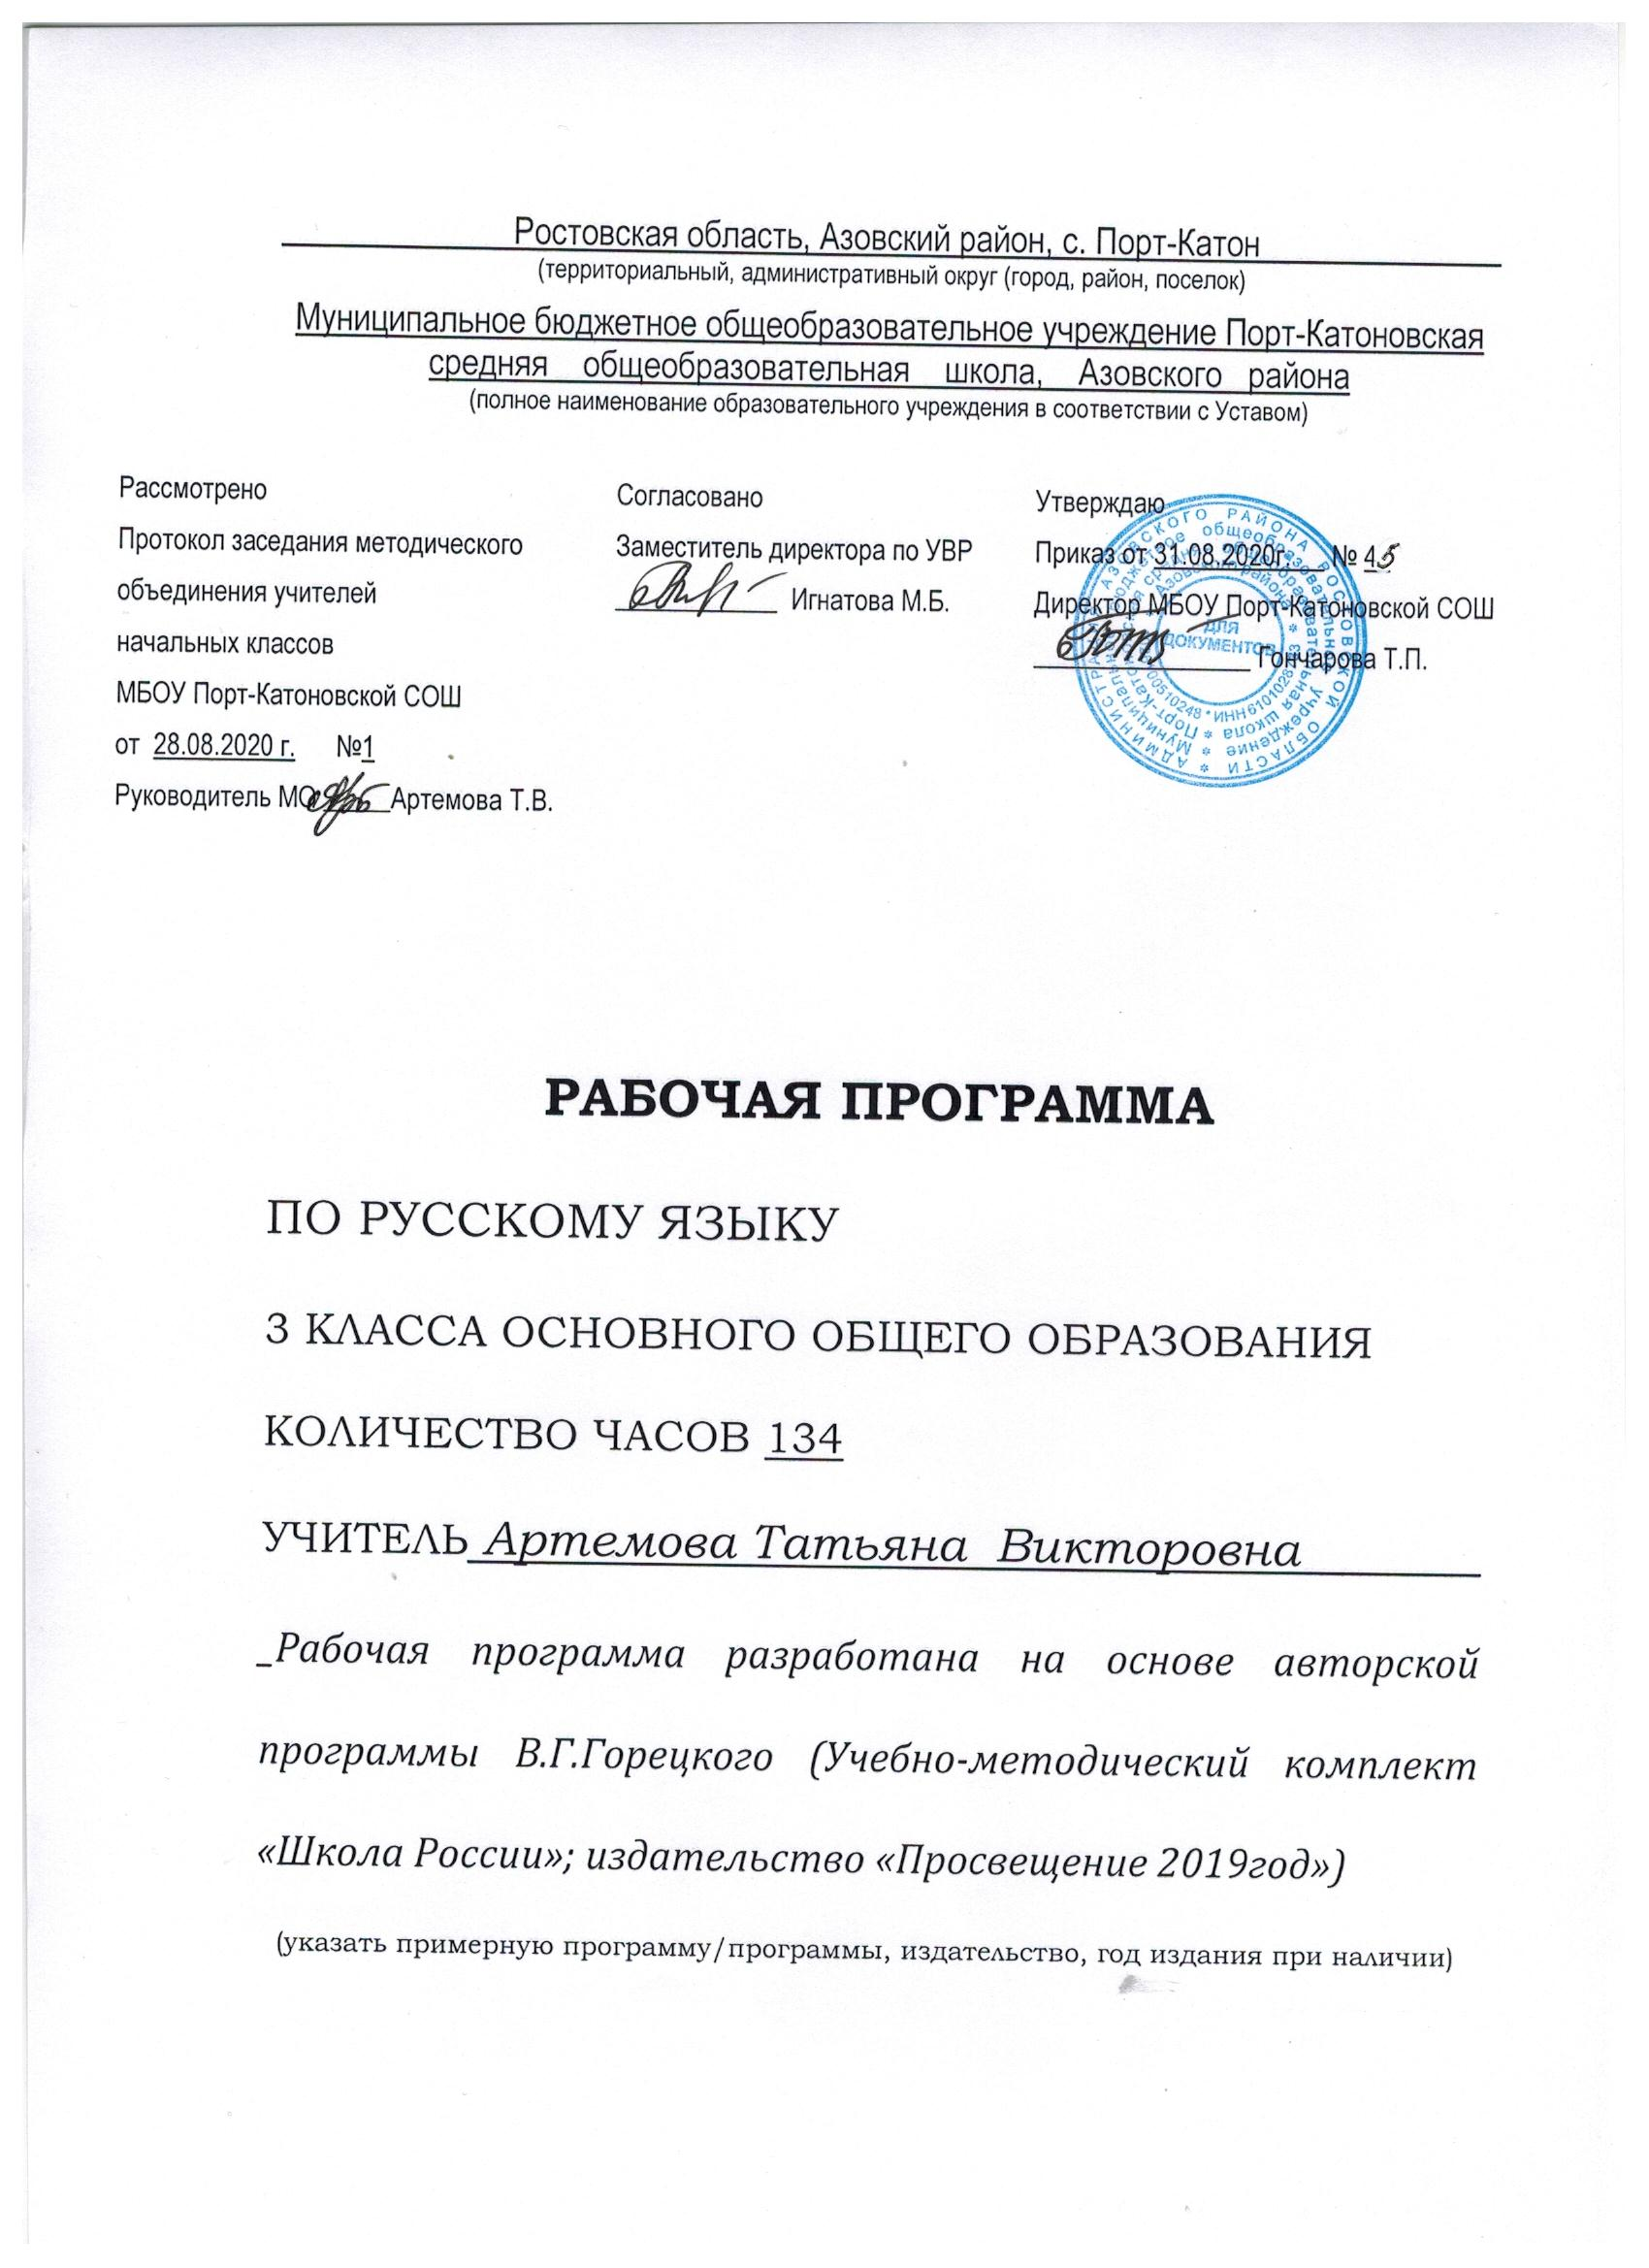 Ростовская область, Азовский район, с. Порт-Катон
(территориальный, административный округ (город, район, поселок)
Муниципальное бюджетное общеобразовательное учреждение Порт-Катоновская
средняя общеобразовательная школа, Азовского района
(полное наименование образовательного учреждения в соответствии с Уставом)
Рассмотрено
Протокол заседания методического
объединения учителей
начальных классов
МБОУ Порт-Катоновской СОШ
от 28.08.2020 г. №1
Руководитель МО Артемова Т.В.
Согласовано
Заместитель директора по УВР
Игнатова М.Б.
Утверждаю
Приказ от 31.08.2020г. № 45
Директор МБОУ Порт-Катоновской СОШ
Гончарова Т.П.
ДЛЯ
ДОКУМЕНТОВ
РАБОЧАЯ ПРОГРАММА
ПО РУССКОМУ ЯЗЫКУ
3 КЛАССА ОСНОВНОГО ОБЩЕГО ОБРАЗОВАНИЯ
КОЛИЧЕСТВО ЧАСОВ 134
УЧИТЕЛЬ Артемова Татьяна Викторовна
_Рабочая программа разработана на основе авторской
программы В.Г.Горецкого (Учебно-методический комплект
«Школа России»; издательство «Просвещение 2019год»)
(указать примерную программу/программы, издательство, год издания при наличии)